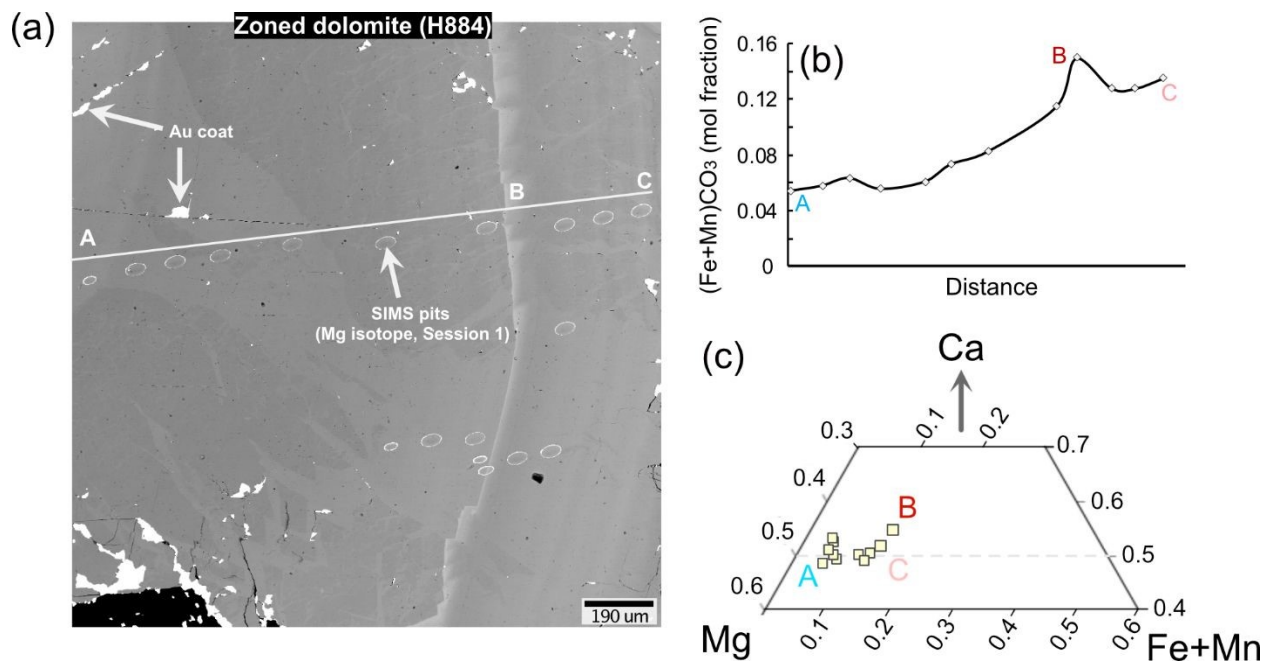 (a)
Zoned dolomite (H884)
Au coat
A
B
C
SIMS pits
(Mg isotope, Session 1)
190 um
(b)
(Fe+Mn)CO3 (mol fraction)
0.16
0.12
0.08
0.04
0
A
B
C
Distance
(c)
Ca
0.3
0.1
0.2
0.7
0.4
0.6
0.5
0.5
0.6
0.4
A
B
C
Mg
0.1
0.2
0.3
0.4
0.5
0.6
Fe+Mn